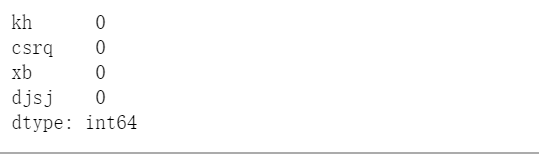 kh 0
csrq 0
xb 0
djsj 0
dtype: int64